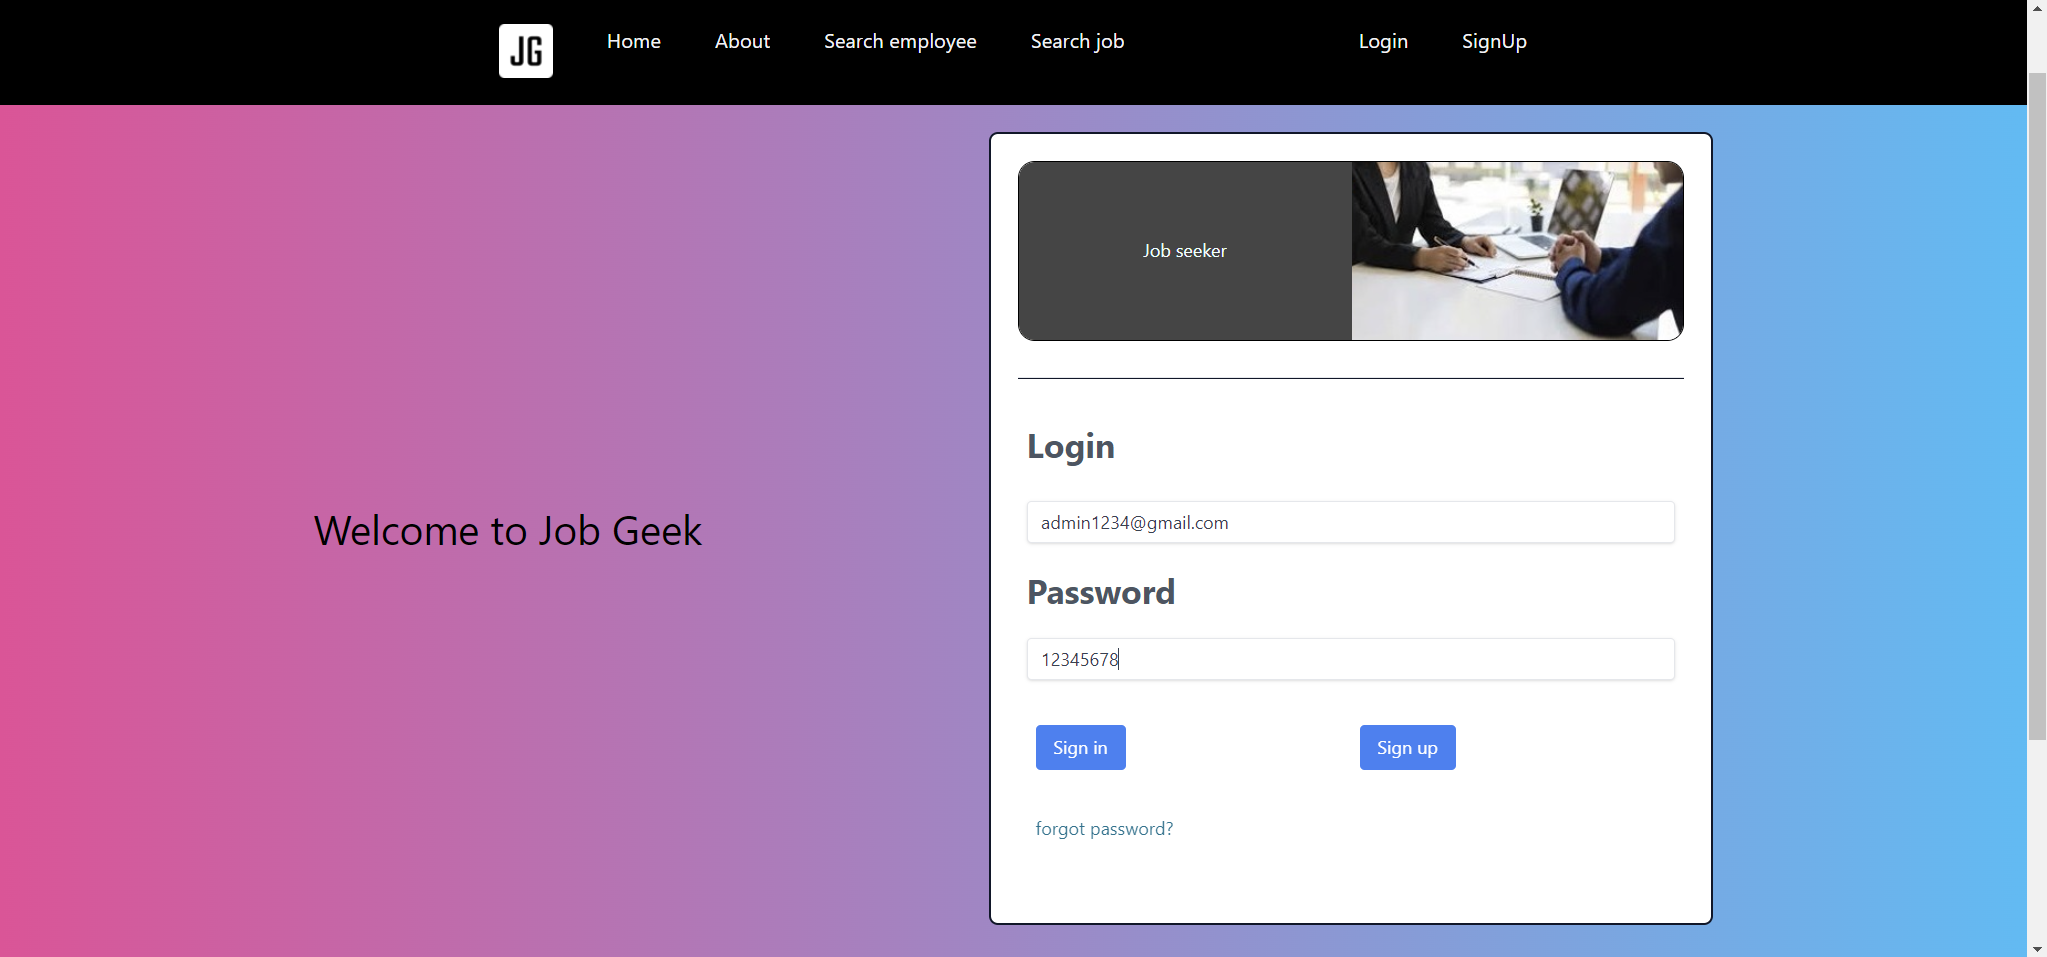 JG
Home
About
Search employee
Search job
Login
SignUp
Welcome to Job Geek
Job seeker
Login
admin1234@gmail.com
Password
12345678
Sign in
Sign up
forgot password?